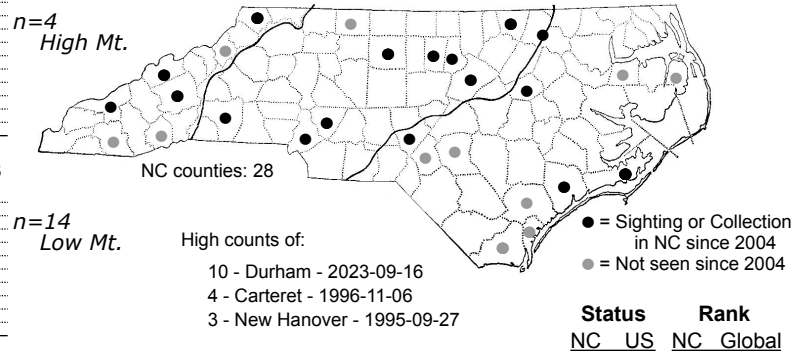 n=4
High Mt.
NC counties: 28
n=14
Low Mt.
High counts of:
10 - Durham - 2023-09-16
4 - Carteret - 1996-11-06
3 - New Hanover - 1995-09-27
● = Sighting or Collection
in NC since 2004
● = Not seen since 2004
Status Rank
NC US NC Global